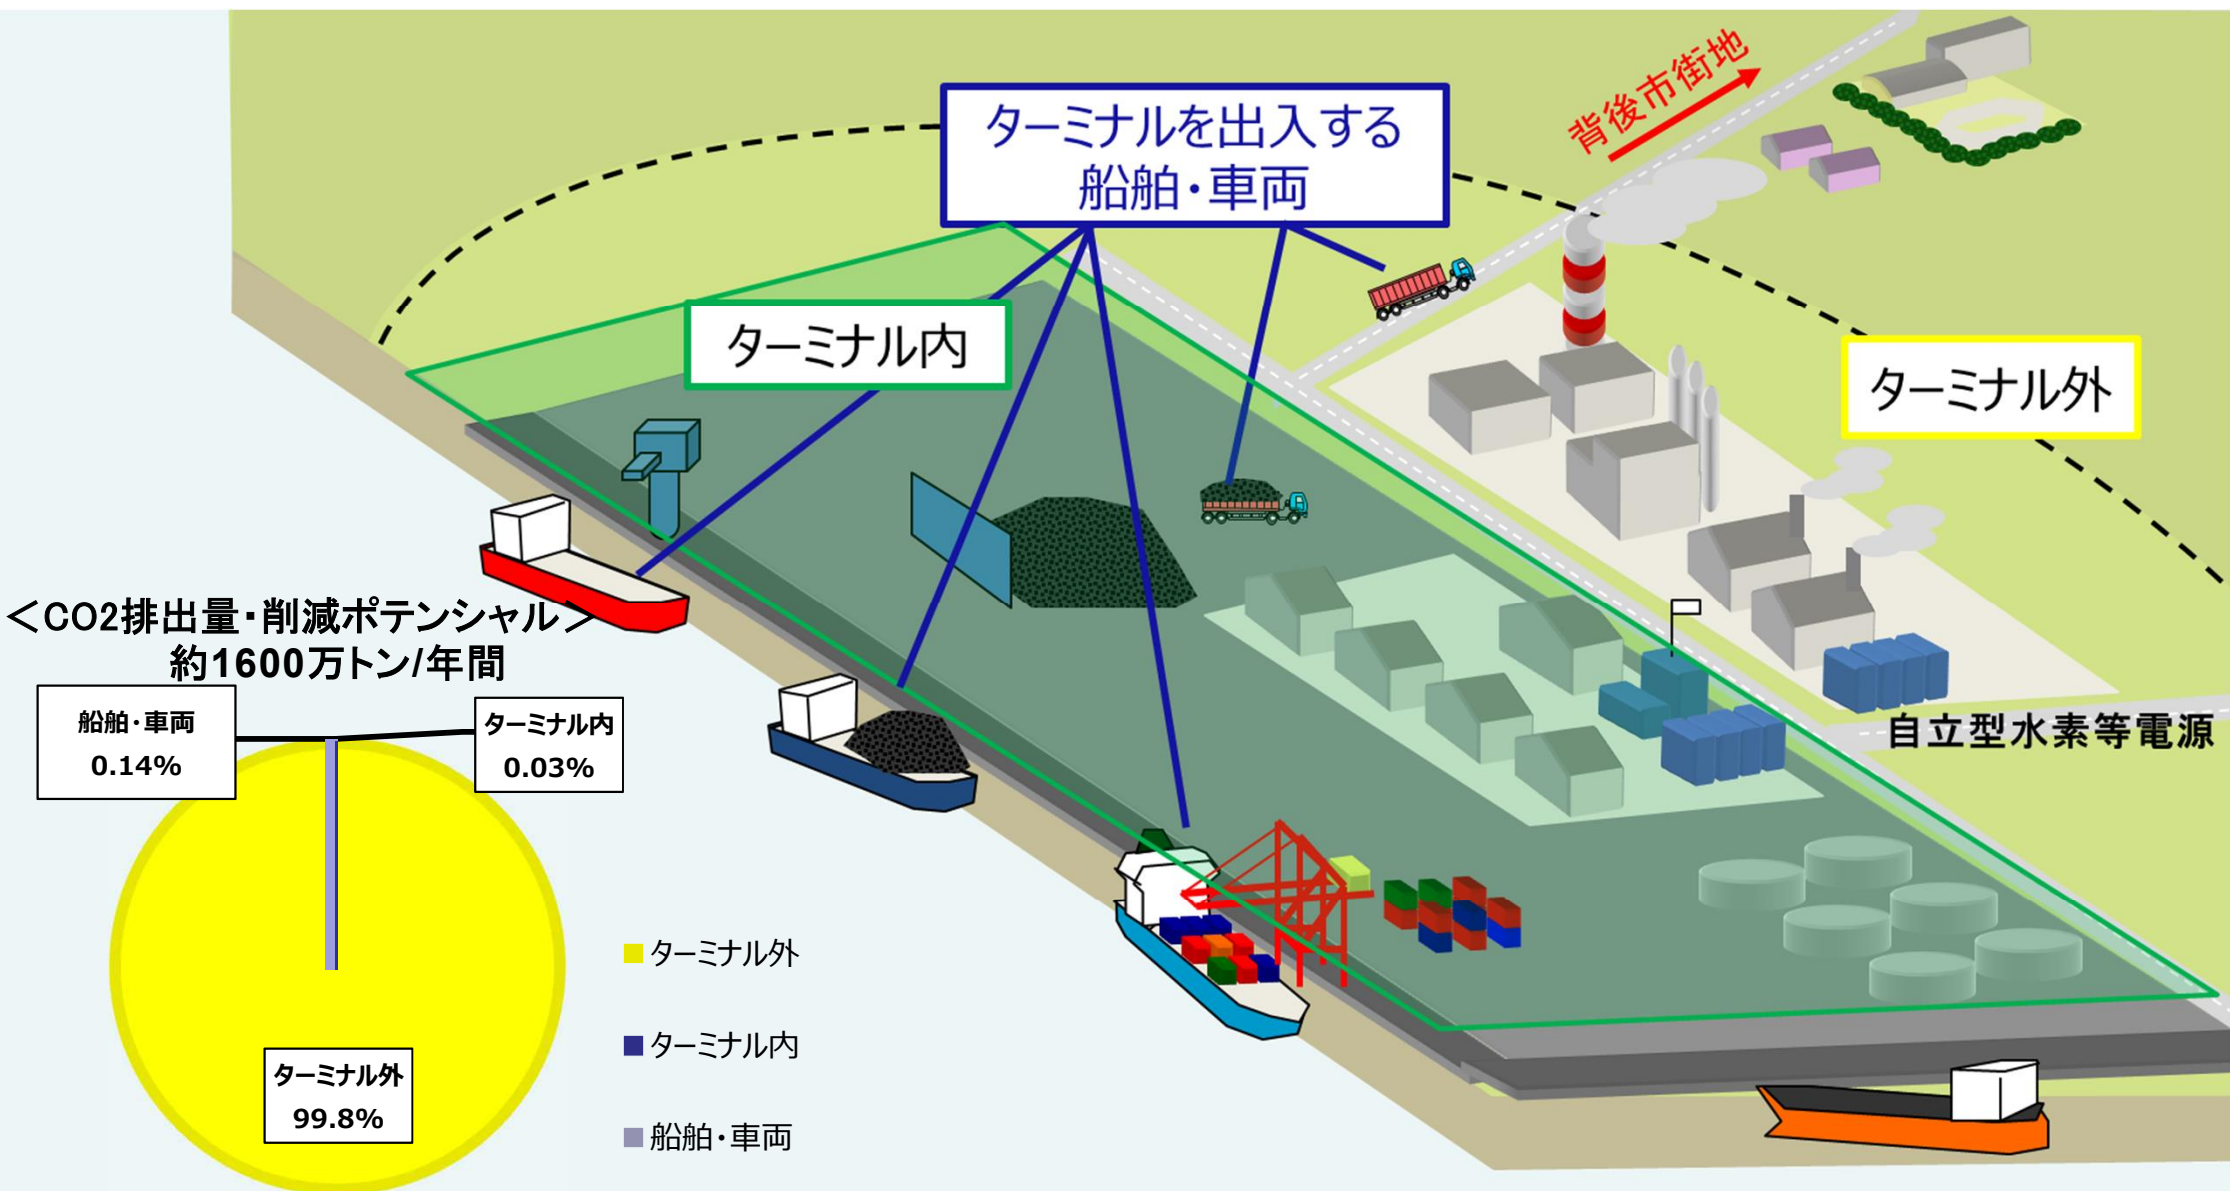 背後市街地
ターミナルを出入する
船舶・車両
ターミナル内
ターミナル外
自立型水素等電源
＜CO2排出量・削減ポテンシャル＞
約1600万トン/年間
船舶・車両
0.14%
ターミナル内
0.03%
ターミナル外
99.8%
ターミナル外
ターミナル内
船舶・車両